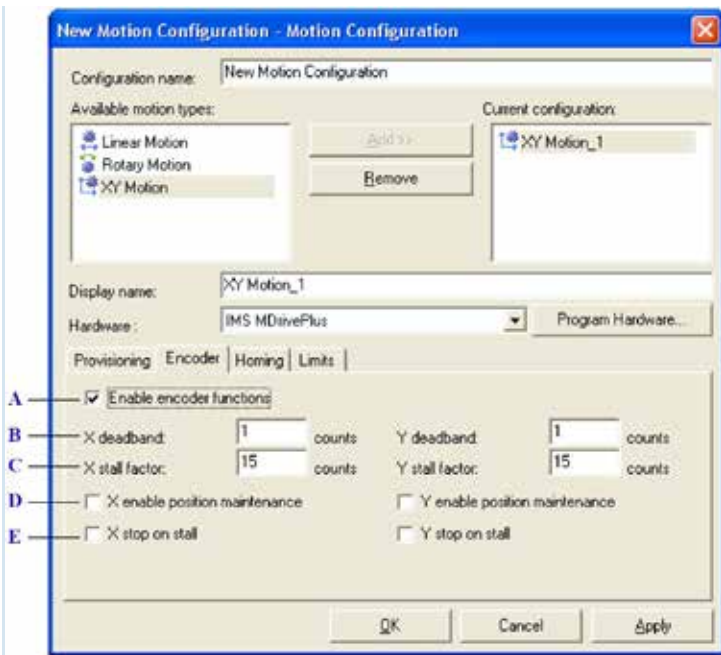 New Motion Configuration - Motion Configuration
Configuration name: New Motion Configuration
Available motion types:
Current configuration:
Linear Motion
Rotary Motion
XY Motion
Add >>
Remove
XY Motion_1
Display name: XY Motion_1
Hardware : IMS MDrivePlus Program Hardware...
Provisioning Encoder Homing Limits
A Enable encoder functions
B X deadband: 1 counts Y deadband: 1 counts
C X stall factor: 15 counts Y stall factor: 15 counts
D X enable position maintenance Y enable position maintenance
E X stop on stall Y stop on stall
OK Cancel Apply